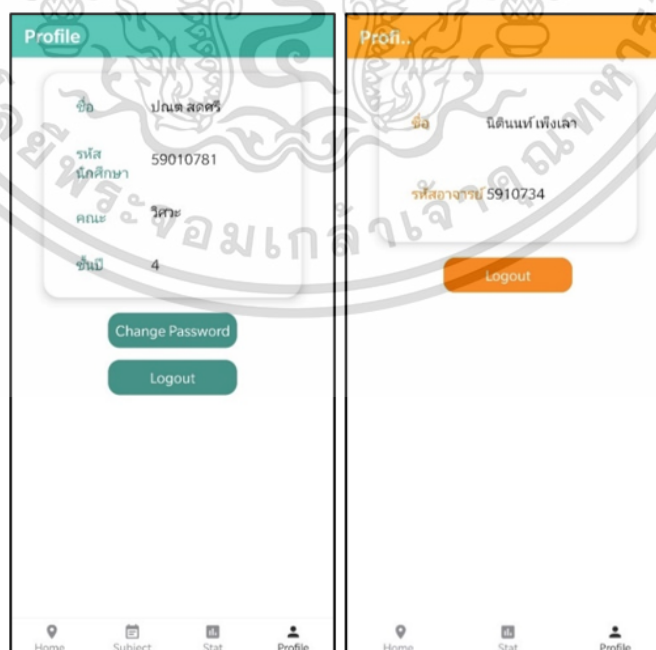 Profile
ชื่อ ปณต สดศรี
รหัส
นักศึกษา 59010781
คณะ วิศวะ
ชั้นปี 4
Change Password
Logout
Home Subject Stat Profile
Profi..
ชื่อ นิตินนท์ เพ็งเลา
รหัสอาจารย์ 5910734
Logout
Home Stat Profile